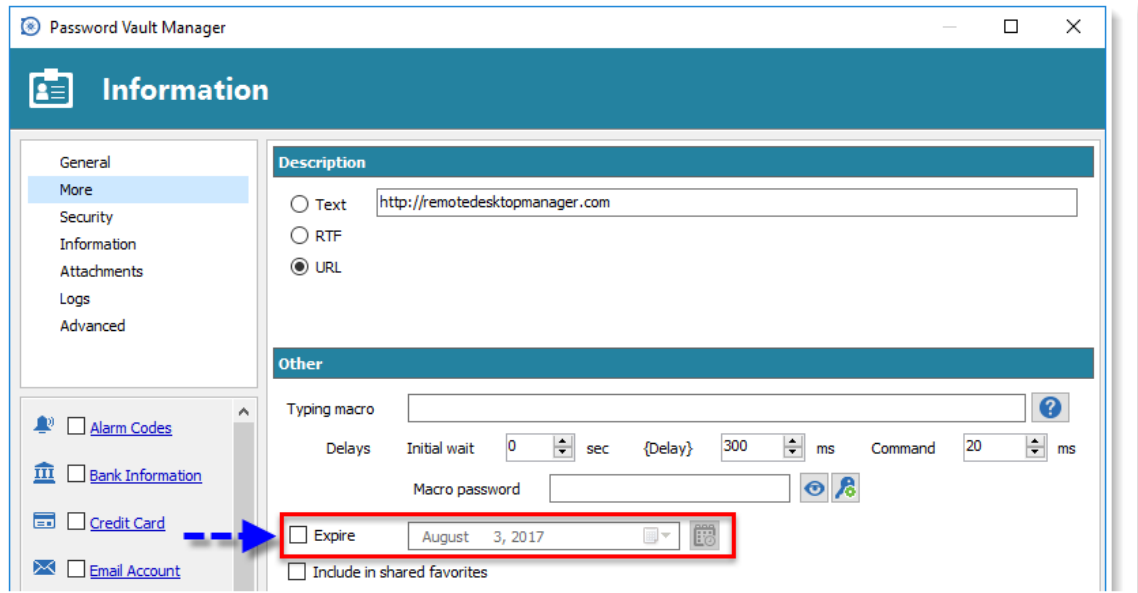 Password Vault Manager
Information
General
More
Security
Information
Attachments
Logs
Advanced
Alarm Codes
Bank Information
Credit Card
Email Account
Description
Text http://remotedesktopmanager.com
RTF
URL
Other
Typing macro
Delays Initial wait 0 sec {Delay} 300 ms Command 20 ms
Macro password
Expire August 3, 2017
Include in shared favorites